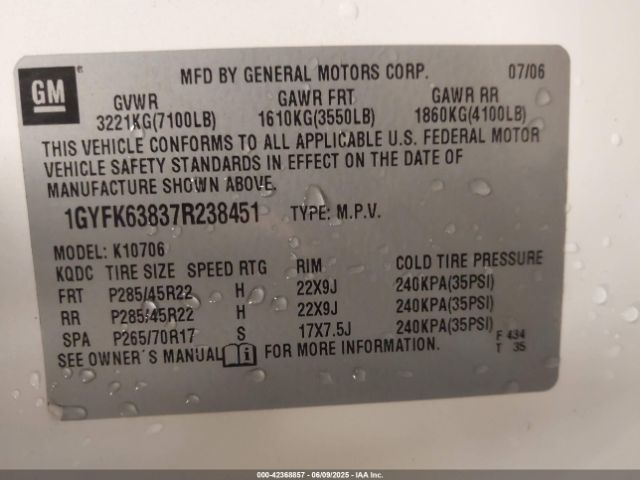 GM ®
MFD BY GENERAL MOTORS CORP. 07/06
GVWR GAWR FRT GAWR RR
3221KG(7100LB) 1610KG(3550LB) 1860KG(4100LB)
THIS VEHICLE CONFORMS TO ALL APPLICABLE U.S. FEDERAL MOTOR
VEHICLE SAFETY STANDARDS IN EFFECT ON THE DATE OF
MANUFACTURE SHOWN ABOVE.
1GYFK63837R238451 TYPE: M.P.V.
MODEL: K10706
KQDC TIRE SIZE SPEED RTG RIM COLD TIRE PRESSURE
FRT P285/45R22 H 22X9J 240KPA(35PSI)
RR P285/45R22 H 22X9J 240KPA(35PSI)
SPA P265/70R17 S 17X7.5J 240KPA(35PSI)
F 434
SEE OWNER'S MANUAL i FOR MORE INFORMATION. T 35
000-42368857 - 06/09/2025 - IAAI.com